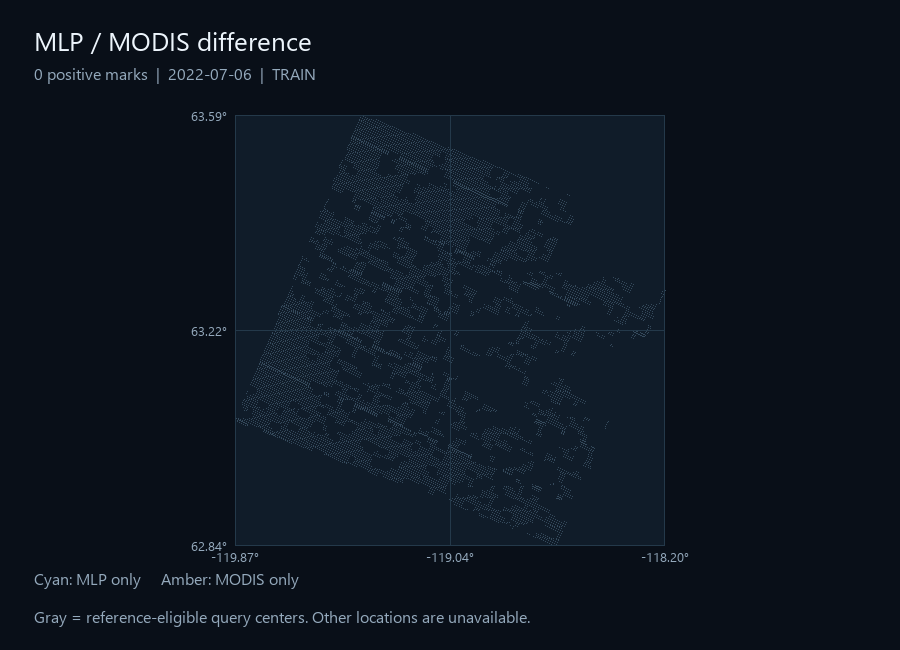 MLP / MODIS difference
0 positive marks | 2022-07-06 | TRAIN
63.59°
63.22°
62.84°
-119.87° -119.04° -118.20°
Cyan: MLP only Amber: MODIS only
Gray = reference-eligible query centers. Other locations are unavailable.